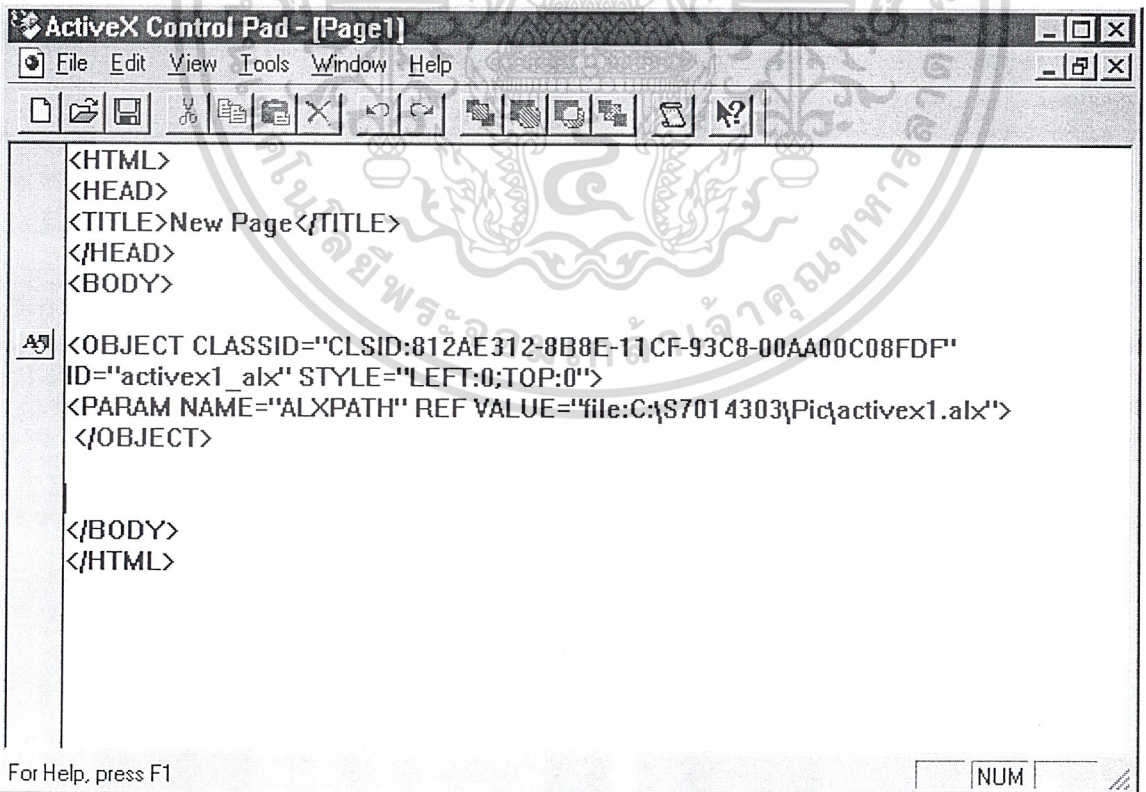 ActiveX Control Pad - [Page1]
File Edit View Tools Window Help
<HTML>
<HEAD>
<TITLE>New Page</TITLE>
</HEAD>
<BODY>
<OBJECT CLASSID="CLSID:812AE312-8B8E-11CF-93C8-00AA00C08FDF"
ID="activex1_alx" STYLE="LEFT:0;TOP:0">
<PARAM NAME="ALXPATH" REF VALUE="file:C:\S7014303\Pic\activex1.alx">
</OBJECT>
</BODY>
</HTML>
For Help, press F1
NUM